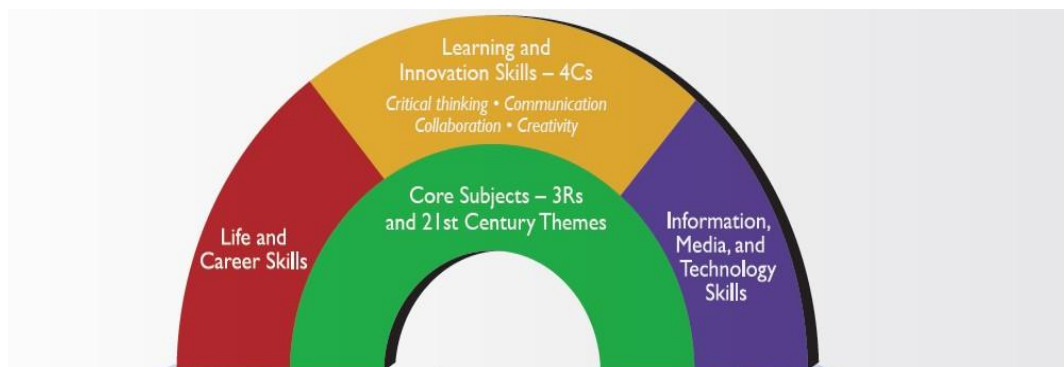 Learning and
Innovation Skills – 4Cs
Critical thinking • Communication
Collaboration • Creativity
Core Subjects – 3Rs
and 21st Century Themes
Life and
Career Skills
Information,
Media, and
Technology
Skills